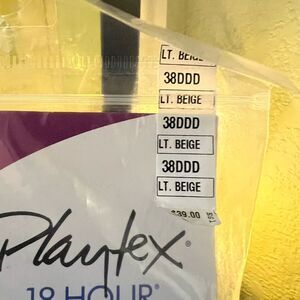 LT. BEIGE
38DDD
LT. BEIGE
38DDD
LT. BEIGE
38DDD
LT. BEIGE
$39.00
Playtex®
18 HOUR®